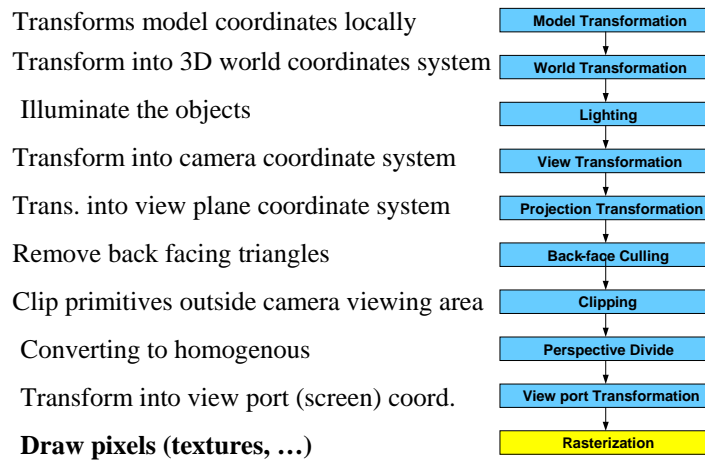 Transforms model coordinates locally
Model Transformation
Transform into 3D world coordinates system
World Transformation
Illuminate the objects
Lighting
Transform into camera coordinate system
View Transformation
Trans. into view plane coordinate system
Projection Transformation
Remove back facing triangles
Back-face Culling
Clip primitives outside camera viewing area
Clipping
Converting to homogenous
Perspective Divide
Transform into view port (screen) coord.
View port Transformation
Draw pixels (textures, …)
Rasterization